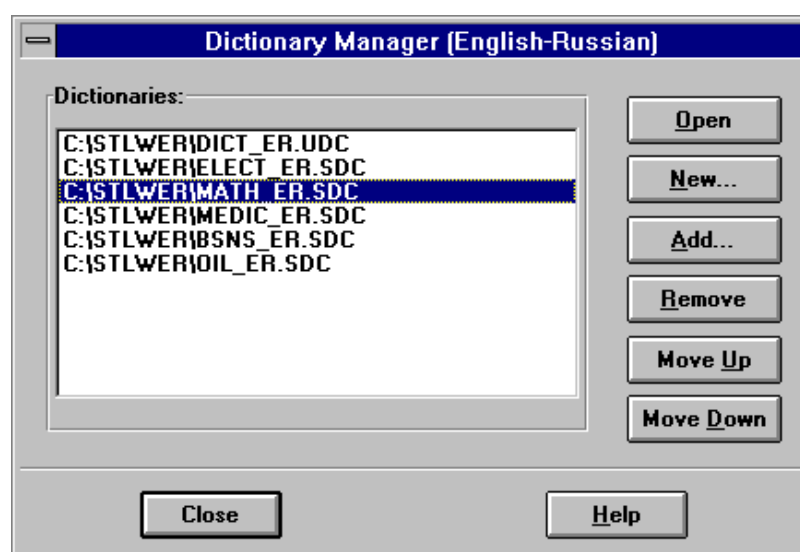 Dictionary Manager (English-Russian)
Dictionaries:
C:\STLWER\DICT_ER.UDC
C:\STLWER\ELECT_ER.SDC
C:\STLWER\MATH_ER.SDC
C:\STLWER\MEDIC_ER.SDC
C:\STLWER\BSNS_ER.SDC
C:\STLWER\OIL_ER.SDC
Open
New...
Add...
Remove
Move Up
Move Down
Close
Help